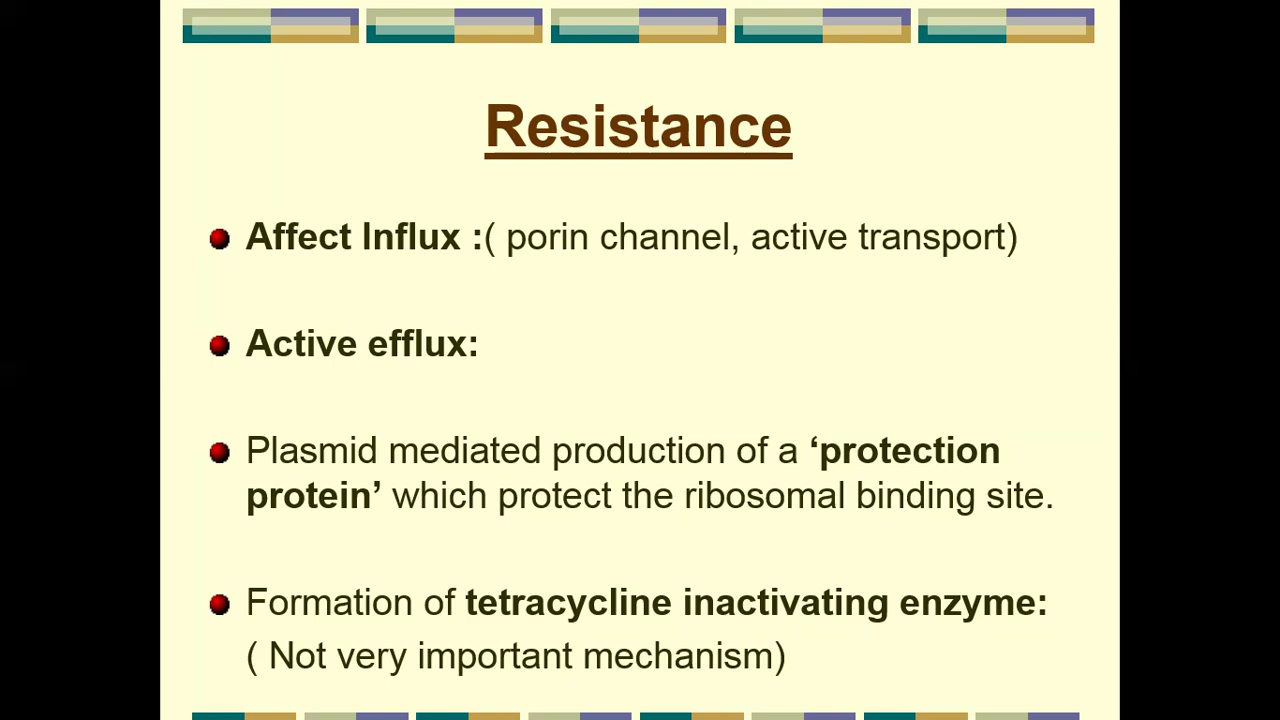 Resistance
Affect Influx :( porin channel, active transport)
Active efflux:
Plasmid mediated production of a ‘protection
protein’ which protect the ribosomal binding site.
Formation of tetracycline inactivating enzyme:
( Not very important mechanism)